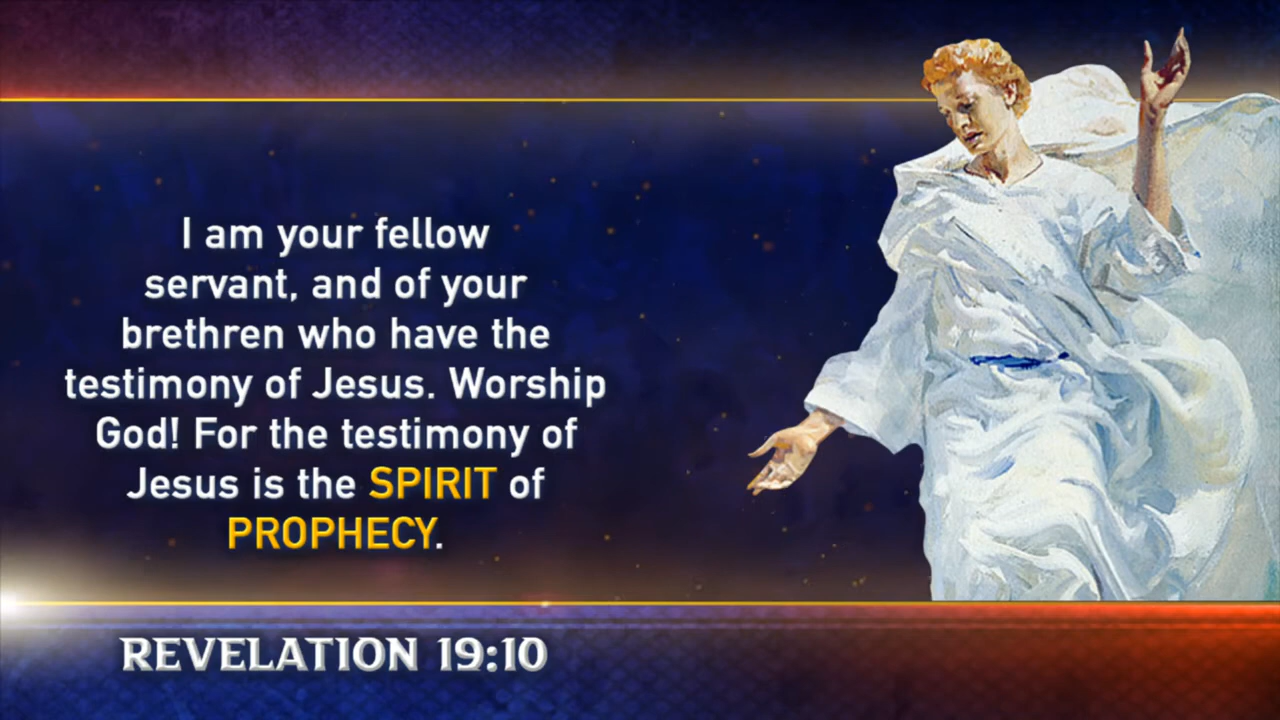 I am your fellow
servant, and of your
brethren who have the
testimony of Jesus. Worship
God! For the testimony of
Jesus is the SPIRIT of
PROPHECY.
REVELATION 19:10